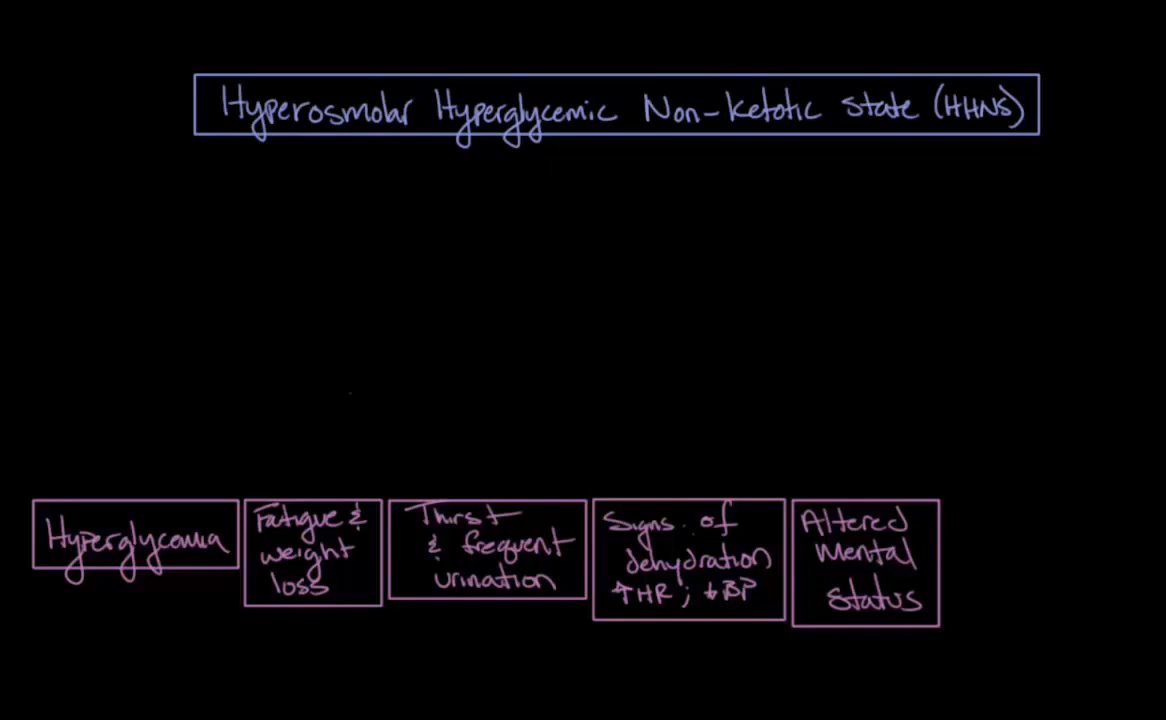 Hyperosmolar Hyperglycemic Non-Ketotic State (HHNS)
Hyperglycemia
Fatigue &
weight
loss
Thirst
& frequent
urination
Signs of
dehydration
↑HR; ↓BP
Altered
Mental
Status